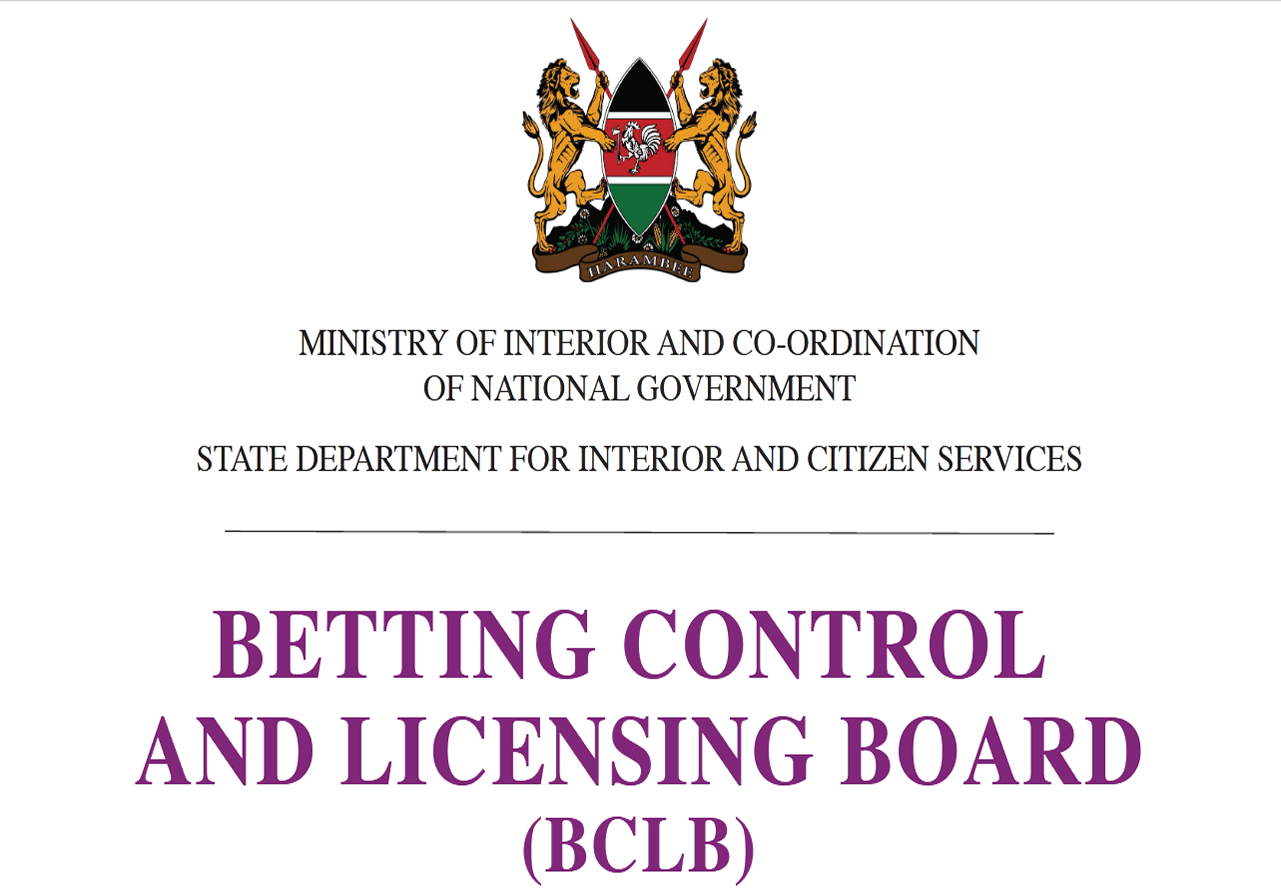 HARAMBEE
MINISTRY OF INTERIOR AND CO-ORDINATION
OF NATIONAL GOVERNMENT
STATE DEPARTMENT FOR INTERIOR AND CITIZEN SERVICES
BETTING CONTROL
AND LICENSING BOARD
(BCLB)